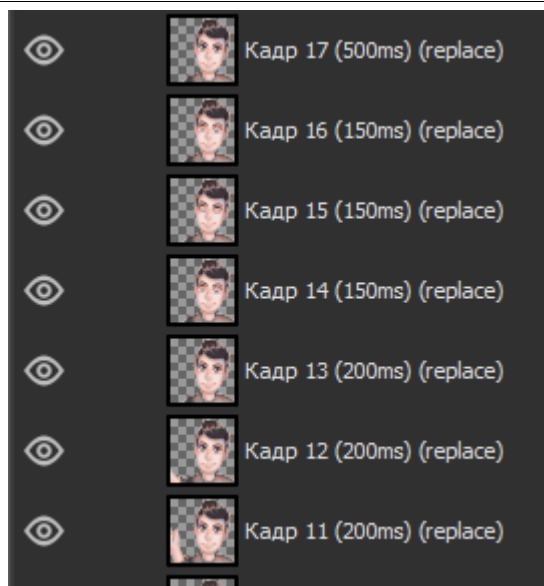 Кадр 17 (500ms) (replace)
Кадр 16 (150ms) (replace)
Кадр 15 (150ms) (replace)
Кадр 14 (150ms) (replace)
Кадр 13 (200ms) (replace)
Кадр 12 (200ms) (replace)
Кадр 11 (200ms) (replace)